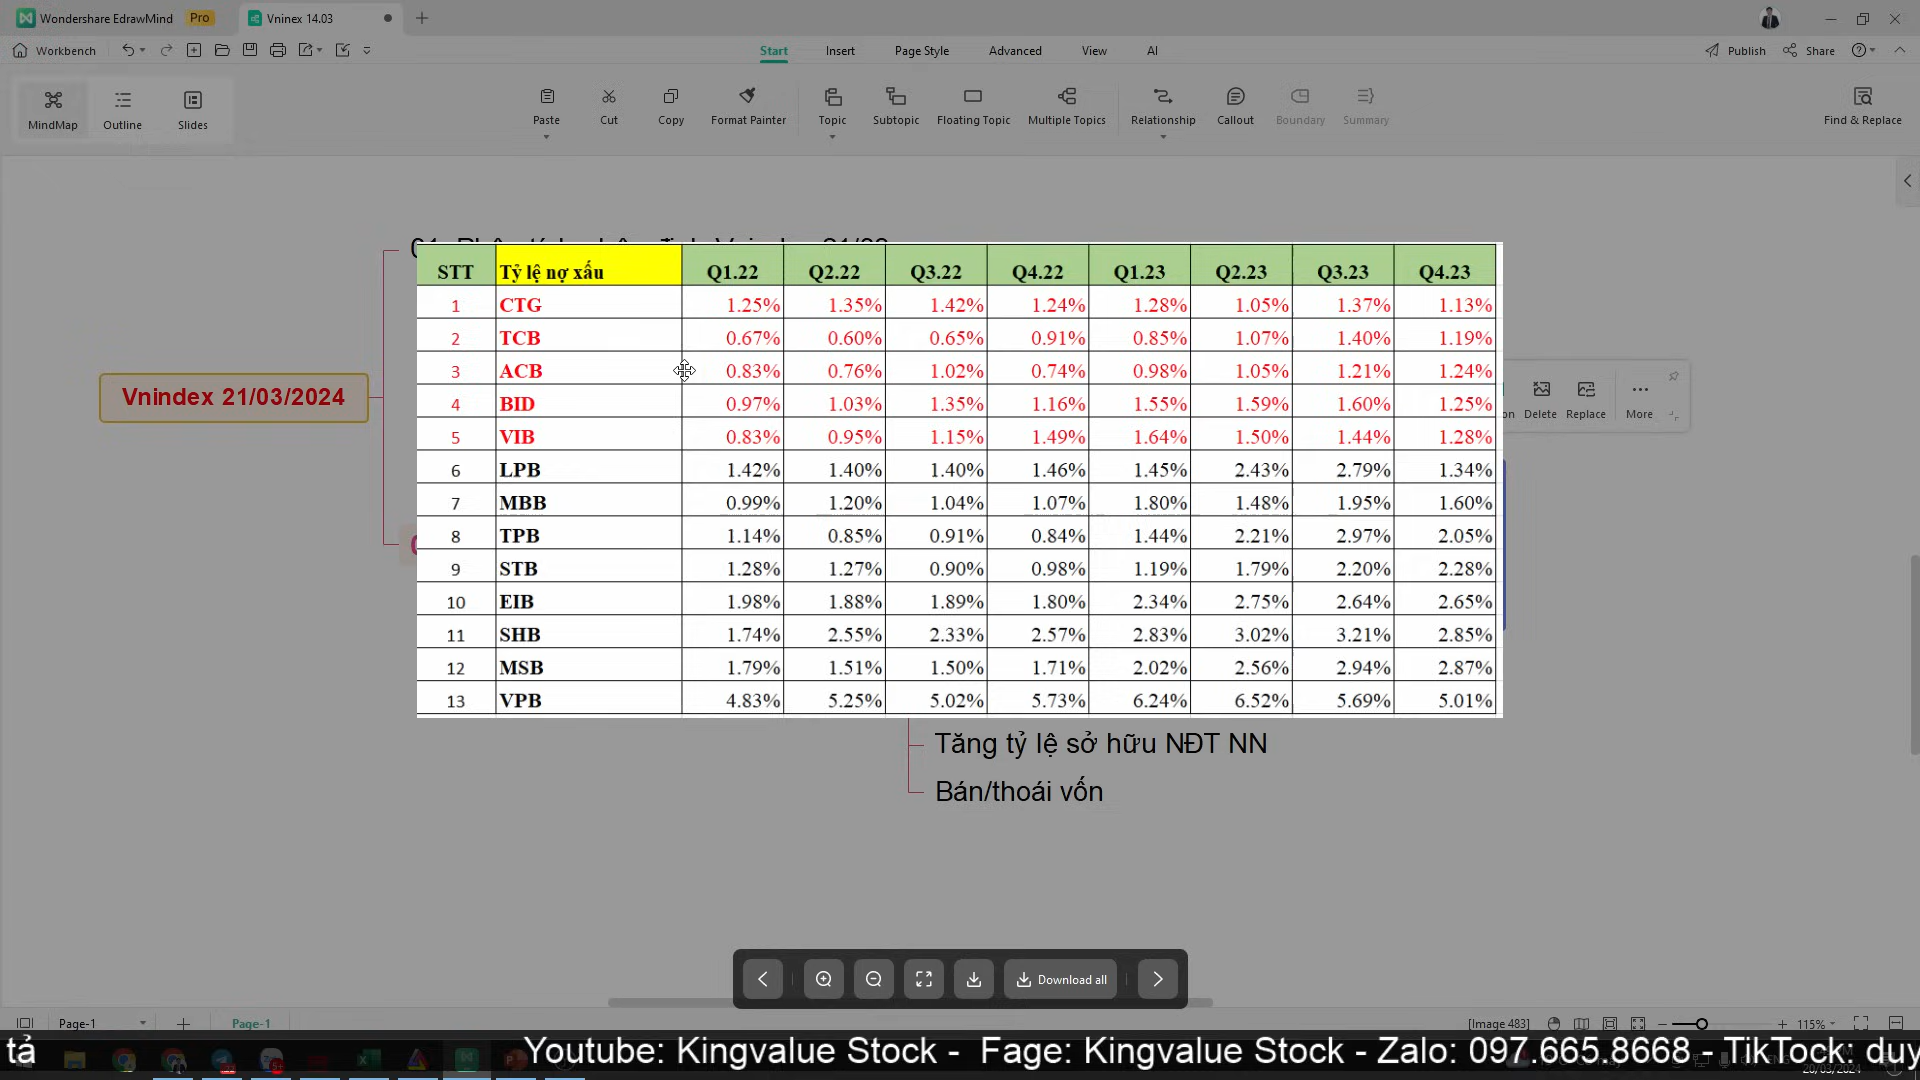 Wondershare EdrawMind Pro Vninex 14.03
Workbench Start Insert Page Style Advanced View AI Publish Share
MindMap Outline Slides Paste Cut Copy Format Painter Topic Subtopic Floating Topic Multiple Topics Relationship Callout Boundary Summary Find & Replace
Vnindex 21/03/2024
STT Tỷ lệ nợ xấu Q1.22 Q2.22 Q3.22 Q4.22 Q1.23 Q2.23 Q3.23 Q4.23
1 CTG 1.25% 1.35% 1.42% 1.24% 1.28% 1.05% 1.37% 1.13%
2 TCB 0.67% 0.60% 0.65% 0.91% 0.85% 1.07% 1.40% 1.19%
3 ACB 0.83% 0.76% 1.02% 0.74% 0.98% 1.05% 1.21% 1.24%
4 BID 0.97% 1.03% 1.35% 1.16% 1.55% 1.59% 1.60% 1.25%
5 VIB 0.83% 0.95% 1.15% 1.49% 1.64% 1.50% 1.44% 1.28%
6 LPB 1.42% 1.40% 1.40% 1.46% 1.45% 2.43% 2.79% 1.34%
7 MBB 0.99% 1.20% 1.04% 1.07% 1.80% 1.48% 1.95% 1.60%
8 TPB 1.14% 0.85% 0.91% 0.84% 1.44% 2.21% 2.97% 2.05%
9 STB 1.28% 1.27% 0.90% 0.98% 1.19% 1.79% 2.20% 2.28%
10 EIB 1.98% 1.88% 1.89% 1.80% 2.34% 2.75% 2.64% 2.65%
11 SHB 1.74% 2.55% 2.33% 2.57% 2.83% 3.02% 3.21% 2.85%
12 MSB 1.79% 1.51% 1.50% 1.71% 2.02% 2.56% 2.94% 2.87%
13 VPB 4.83% 5.25% 5.02% 5.73% 6.24% 6.52% 5.69% 5.01%
Delete Replace More
Tăng tỷ lệ sở hữu NĐT NN
Bán/thoái vốn
Download all
Page-1 Page-1 [Image 483] 115%
tả Youtube: Kingvalue Stock - Fage: Kingvalue Stock - Zalo: 097.665.8668 - TikTock: duy
20/03/2024